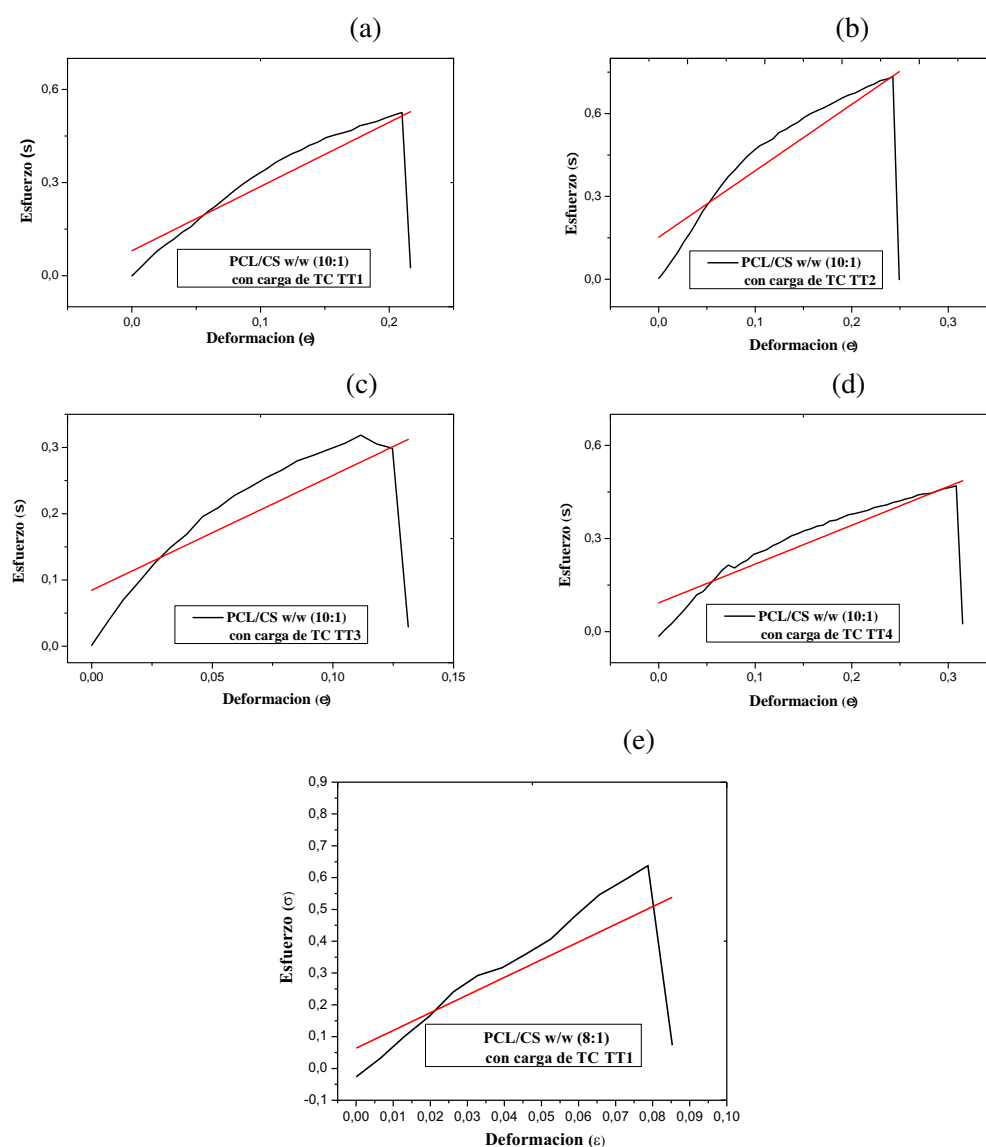 (a)
0,6
0,3
0,0
Esfuerzo (s)
PCL/CS w/w (10:1)
con carga de TC TT1
0,0 0,1 0,2
Deformacion (e)
(b)
0,6
0,3
0,0
Esfuerzo (s)
PCL/CS w/w (10:1)
con carga de TC TT2
0,0 0,1 0,2 0,3
Deformacion (e)
(c)
0,3
0,2
0,1
0,0
Esfuerzo (s)
PCL/CS w/w (10:1)
con carga de TC TT3
0,00 0,05 0,10 0,15
Deformacion (e)
(d)
0,6
0,3
0,0
Esfuerzo (s)
PCL/CS w/w (10:1)
con carga de TC TT4
0,0 0,1 0,2 0,3
Deformacion (e)
(e)
0,9
0,8
0,7
0,6
0,5
0,4
0,3
0,2
0,1
0,0
-0,1
Esfuerzo (σ)
PCL/CS w/w (8:1)
con carga de TC TT1
0,00 0,01 0,02 0,03 0,04 0,05 0,06 0,07 0,08 0,09 0,10
Deformacion (ε)